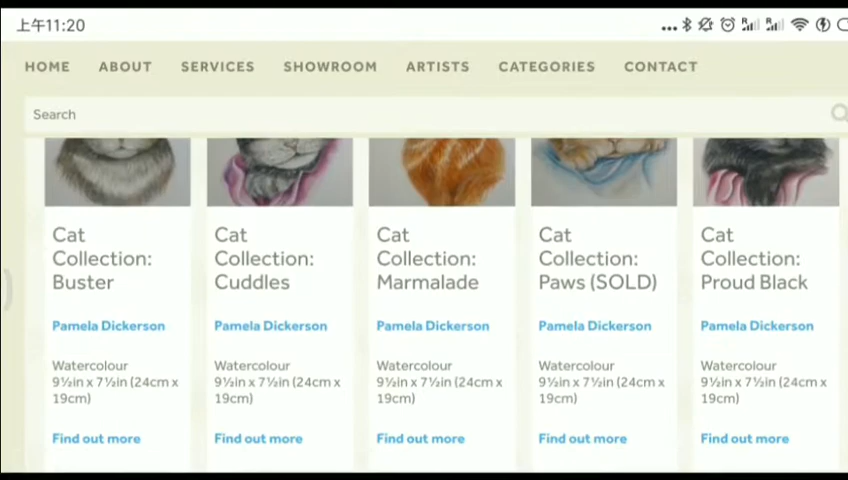 上午11:20
HOME ABOUT SERVICES SHOWROOM ARTISTS CATEGORIES CONTACT
Search
Cat
Collection:
Buster
Pamela Dickerson
Watercolour
9½in x 7½in (24cm x
19cm)
Find out more
Cat
Collection:
Cuddles
Pamela Dickerson
Watercolour
9½in x 7½in (24cm x
19cm)
Find out more
Cat
Collection:
Marmalade
Pamela Dickerson
Watercolour
9½in x 7½in (24cm x
19cm)
Find out more
Cat
Collection:
Paws (SOLD)
Pamela Dickerson
Watercolour
9½in x 7½in (24cm x
19cm)
Find out more
Cat
Collection:
Proud Black
Pamela Dickerson
Watercolour
9½in x 7½in (24cm x
19cm)
Find out more